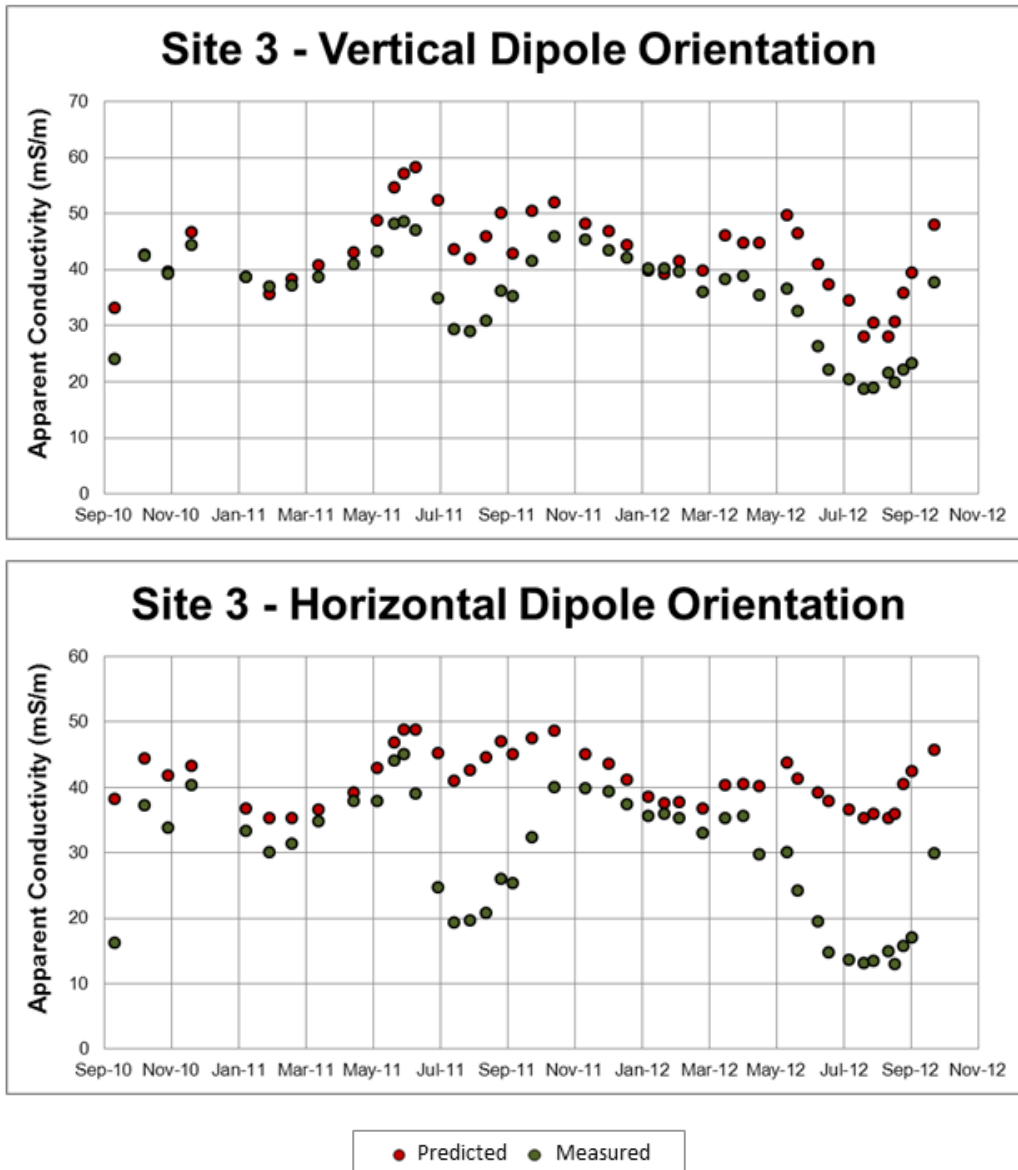 Site 3 - Vertical Dipole Orientation
Apparent Conductivity (mS/m)
70
60
50
40
30
20
10
0
Sep-10 Nov-10 Jan-11 Mar-11 May-11 Jul-11 Sep-11 Nov-11 Jan-12 Mar-12 May-12 Jul-12 Sep-12 Nov-12
Site 3 - Horizontal Dipole Orientation
Apparent Conductivity (mS/m)
60
50
40
30
20
10
0
Sep-10 Nov-10 Jan-11 Mar-11 May-11 Jul-11 Sep-11 Nov-11 Jan-12 Mar-12 May-12 Jul-12 Sep-12 Nov-12
Predicted Measured